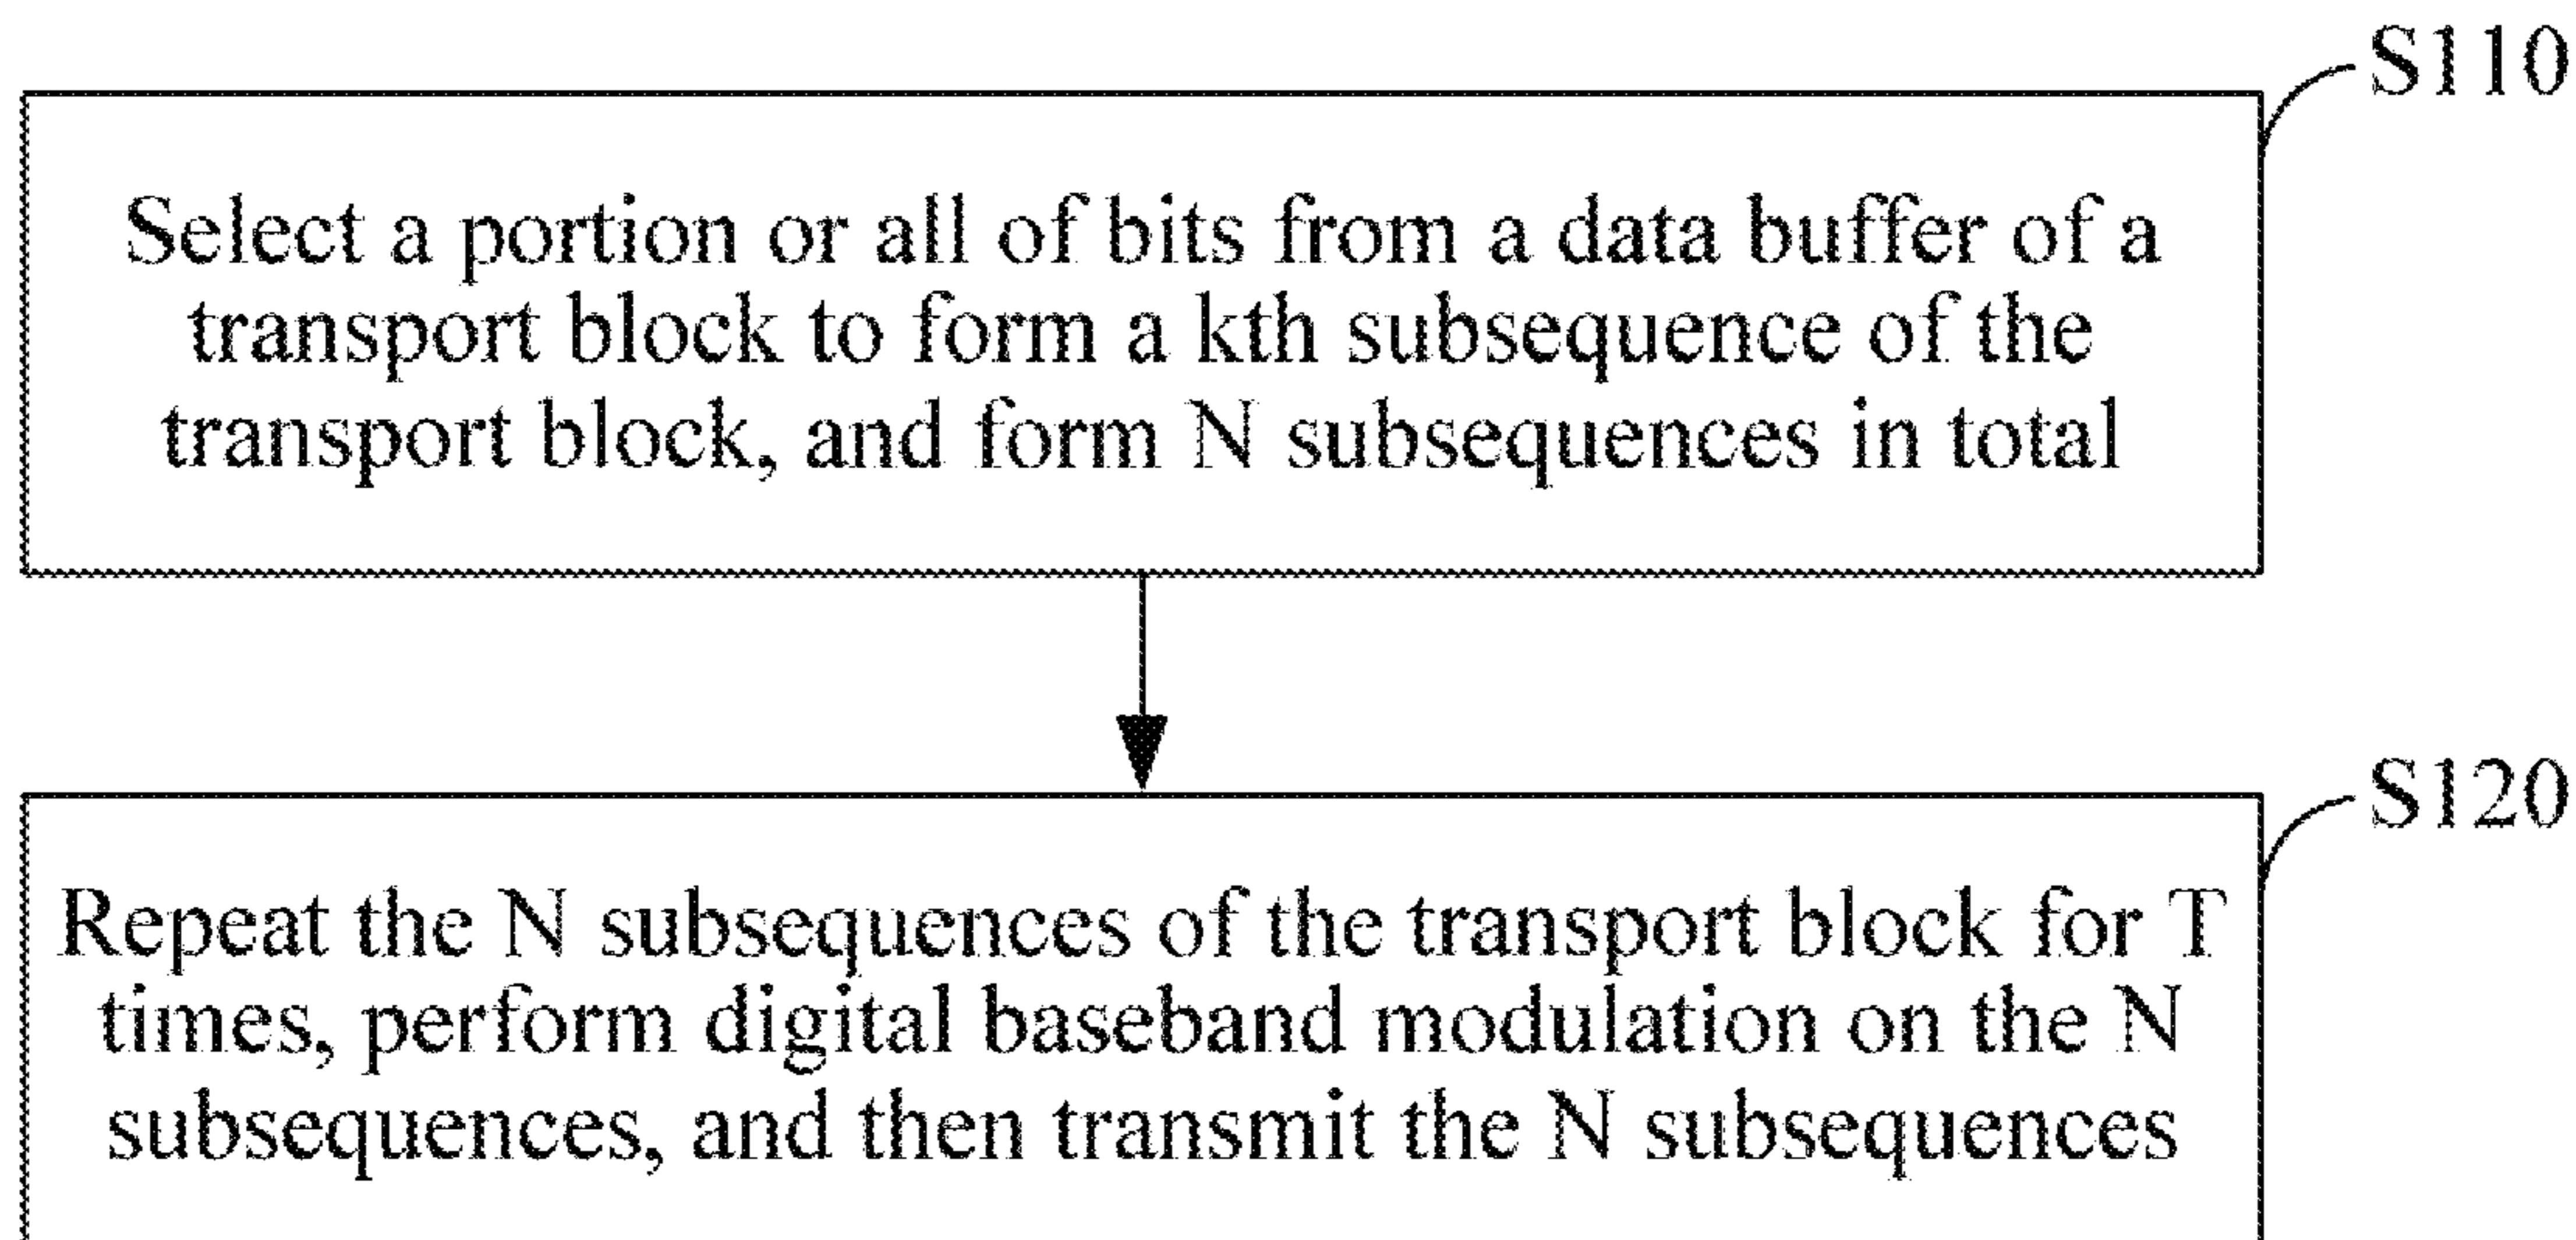 S110
Select a portion or all of bits from a data buffer of a
transport block to form a kth subsequence of the
transport block, and form N subsequences in total
S120
Repeat the N subsequences of the transport block for T
times, perform digital baseband modulation on the N
subsequences, and then transmit the N subsequences